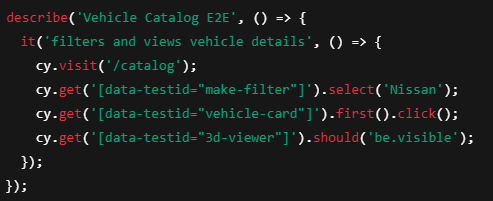 describe('Vehicle Catalog E2E', () => {
  it('filters and views vehicle details', () => {
    cy.visit('/catalog');
    cy.get('[data-testid="make-filter"]').select('Nissan');
    cy.get('[data-testid="vehicle-card"]').first().click();
    cy.get('[data-testid="3d-viewer"]').should('be.visible');
  });
});